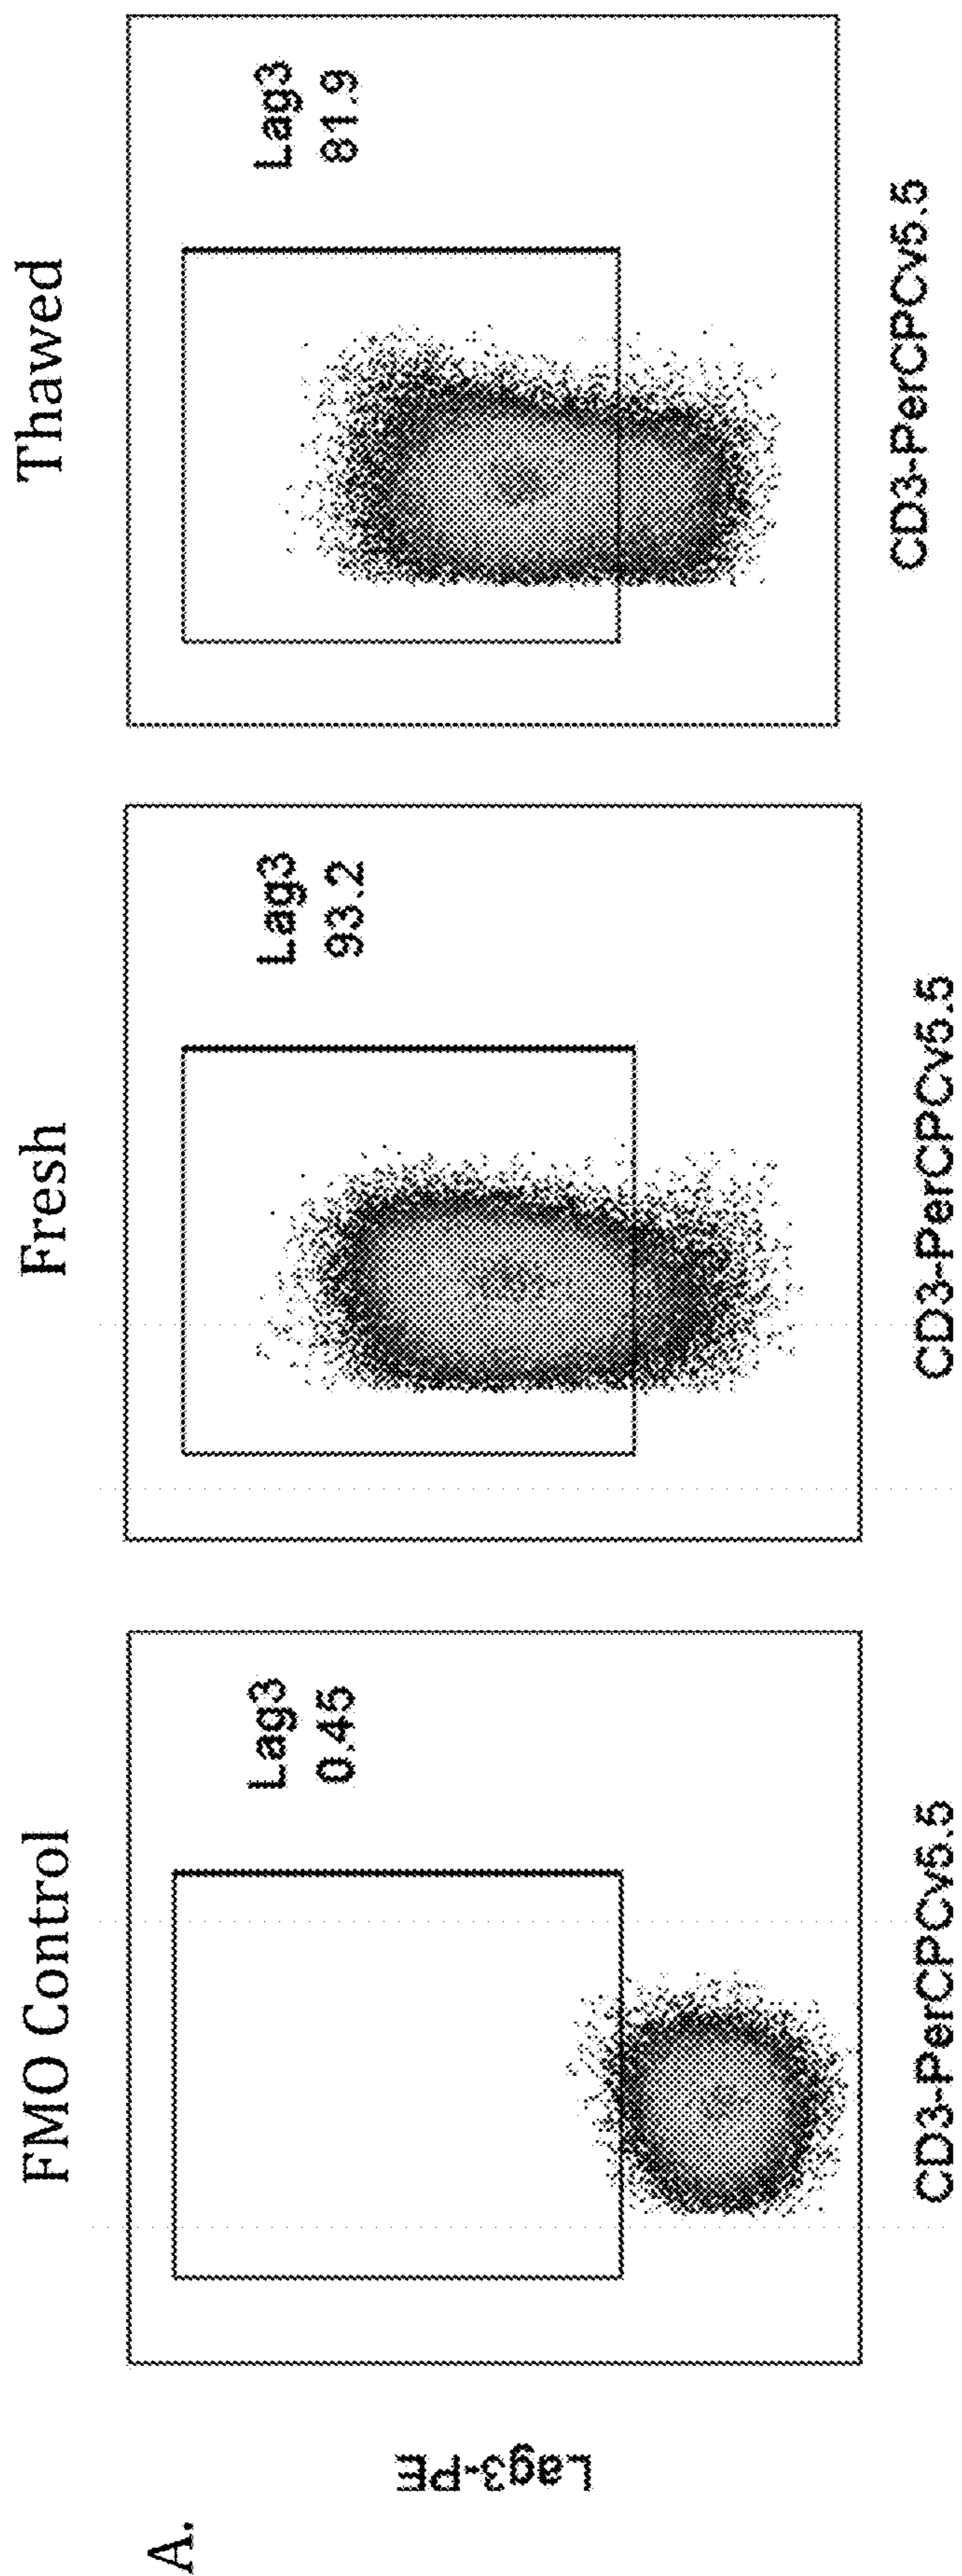 A.
FMO Control
Fresh
Thawed
Lag3-PE
Lag3
0.45
Lag3
93.2
Lag3
81.9
CD3-PerCPCv5.5
CD3-PerCPCv5.5
CD3-PerCPCv5.5